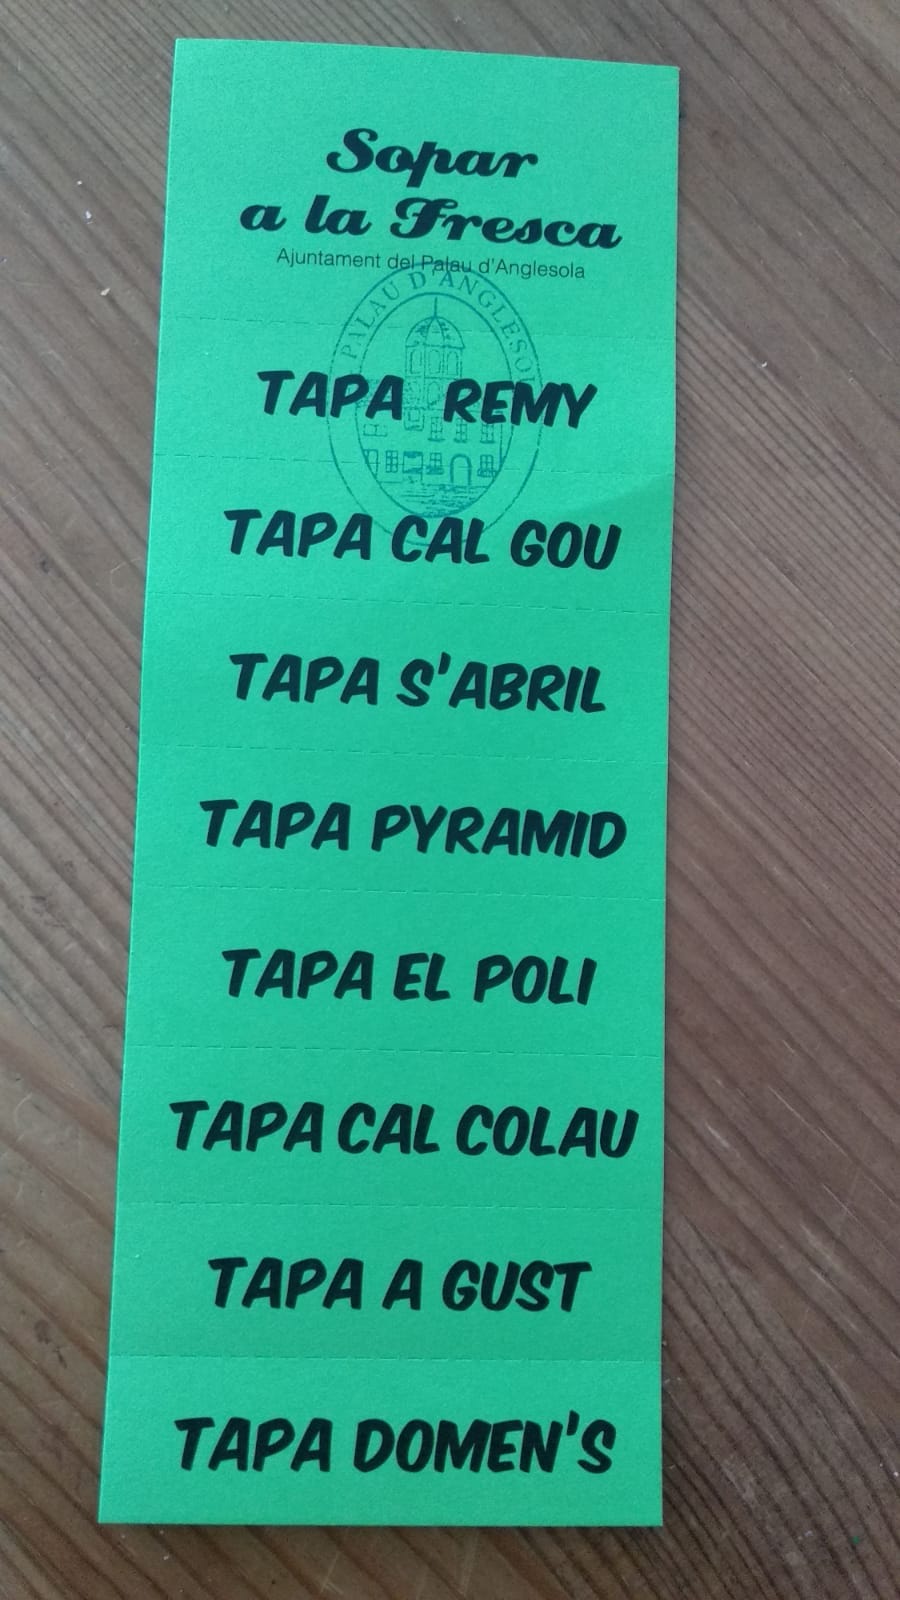 Sopar
a la Fresca
Ajuntament del Palau d'Anglesola
PALAU D'ANGLESOLA
TAPA REMY
TAPA CAL GOU
TAPA S'ABRIL
TAPA PYRAMID
TAPA EL POLI
TAPA CAL COLAU
TAPA A GUST
TAPA DOMEN'S